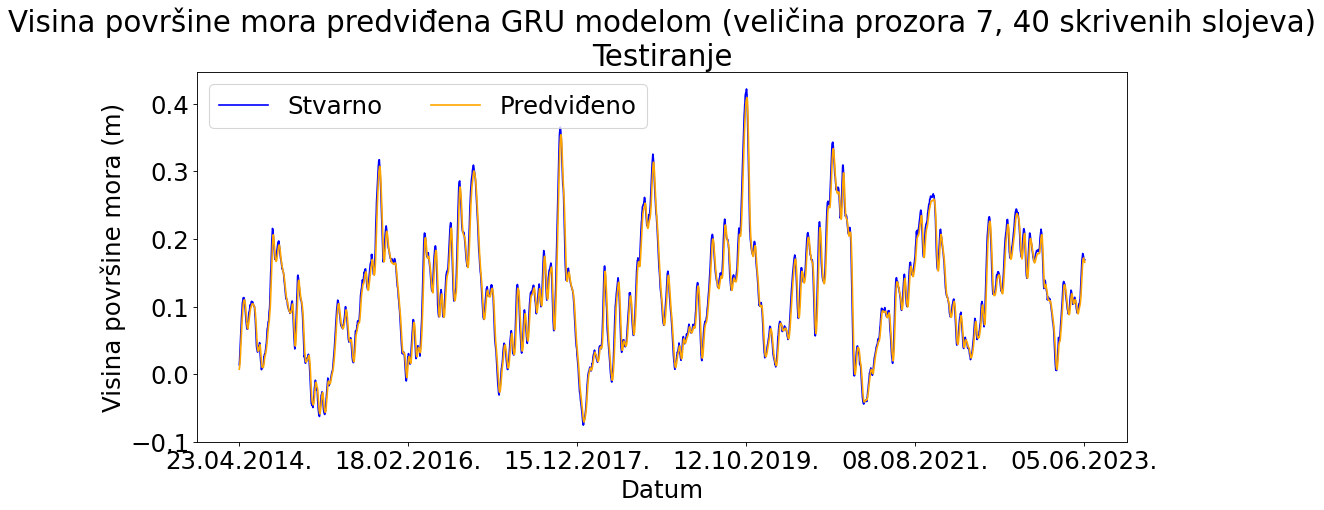 Visina površine mora predviđena GRU modelom (veličina prozora 7, 40 skrivenih slojeva)
Testiranje
Stvarno
Predviđeno
Visina površine mora (m)
0.4
0.3
0.2
0.1
0.0
−0.1
23.04.2014.
18.02.2016.
15.12.2017.
12.10.2019.
08.08.2021.
05.06.2023.
Datum